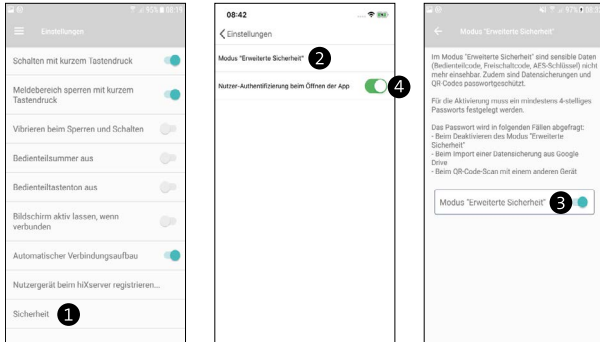 95% 08:19
Einstellungen
Schalten mit kurzem Tastendruck
Meldebereich sperren mit kurzem
Tastendruck
Vibrieren beim Sperren und Schalten
Bedienteilsummer aus
Bedienteiltastenton aus
Bildschirm aktiv lassen, wenn
verbunden
Automatischer Verbindungsaufbau
Nutzergerät beim hiXserver registrieren...
Sicherheit 1
08:42
Einstellungen
Modus "Erweiterte Sicherheit" 2
Nutzer-Authentifizierung beim Öffnen der App 4
Modus "Erweiterte Sicherheit"
Im Modus "Erweiterte Sicherheit" sind sensible Daten
(Bedienteilcode, Freischaltcode, AES-Schlüssel) nicht
mehr einsehbar. Zudem sind Datensicherungen und
QR Codes passwortgeschützt.
Für die Aktivierung muss ein mindestens 4-stelliges
Passworts festgelegt werden.
Das Passwort wird in folgenden Fällen abgefragt:
- Beim Deaktivieren des Modus "Erweiterte
Sicherheit"
- Beim Import einer Datensicherung aus Google
Drive
- Beim QR-Code-Scan mit einem anderen Gerät
Modus "Erweiterte Sicherheit" 3